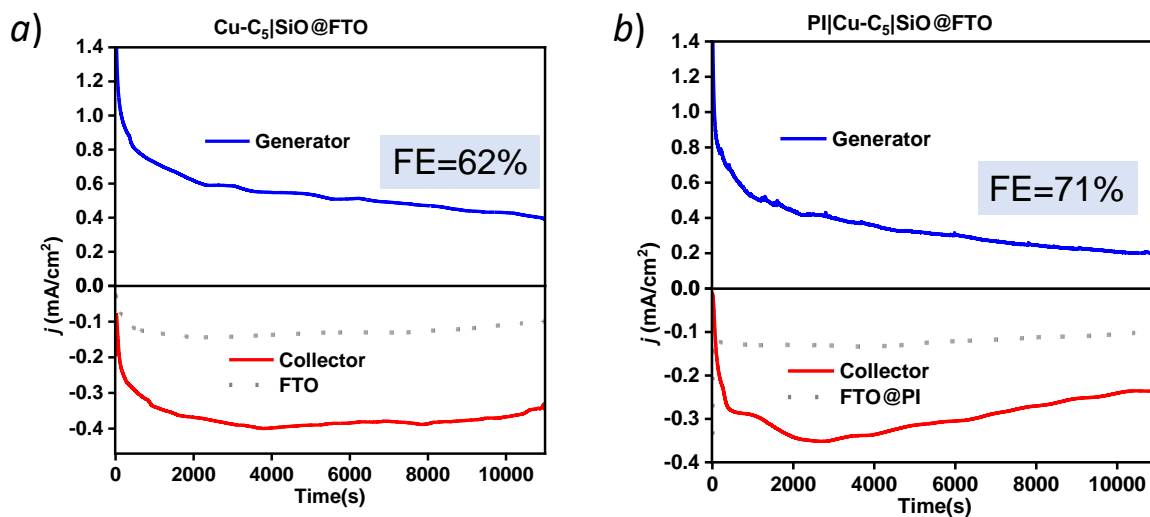 a)
Cu-C₅|SiO@FTO
1.4
1.2
1.0
0.8
0.6
0.4
0.2
0.0
-0.1
-0.2
-0.3
-0.4
j (mA/cm²)
Generator
FE=62%
Collector
FTO
0 2000 4000 6000 8000 10000
Time(s)
b)
PI|Cu-C₅|SiO@FTO
1.4
1.2
1.0
0.8
0.6
0.4
0.2
0.0
-0.1
-0.2
-0.3
-0.4
j (mA/cm²)
Generator
FE=71%
Collector
FTO@PI
0 2000 4000 6000 8000 10000
Time(s)